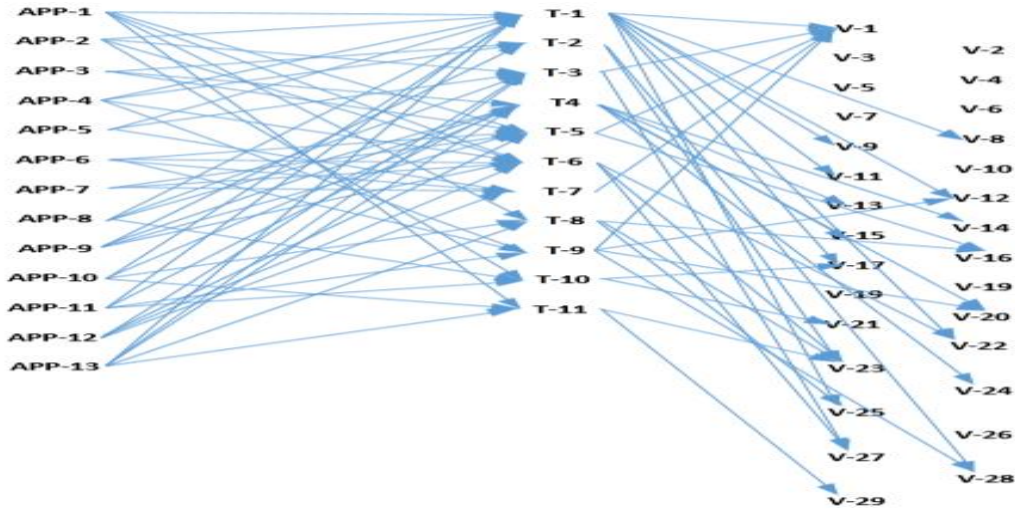 APP-1
APP-2
APP-3
APP-4
APP-5
APP-6
APP-7
APP-8
APP-9
APP-10
APP-11
APP-12
APP-13
T-1
T-2
T-3
T4
T-5
T-6
T-7
T-8
T-9
T-10
T-11
V-1
V-3
V-5
V-7
V-9
V-11
V-13
V-15
V-17
V-19
V-21
V-23
V-25
V-27
V-29
V-2
V-4
V-6
V-8
V-10
V-12
V-14
V-16
V-19
V-20
V-22
V-24
V-26
V-28